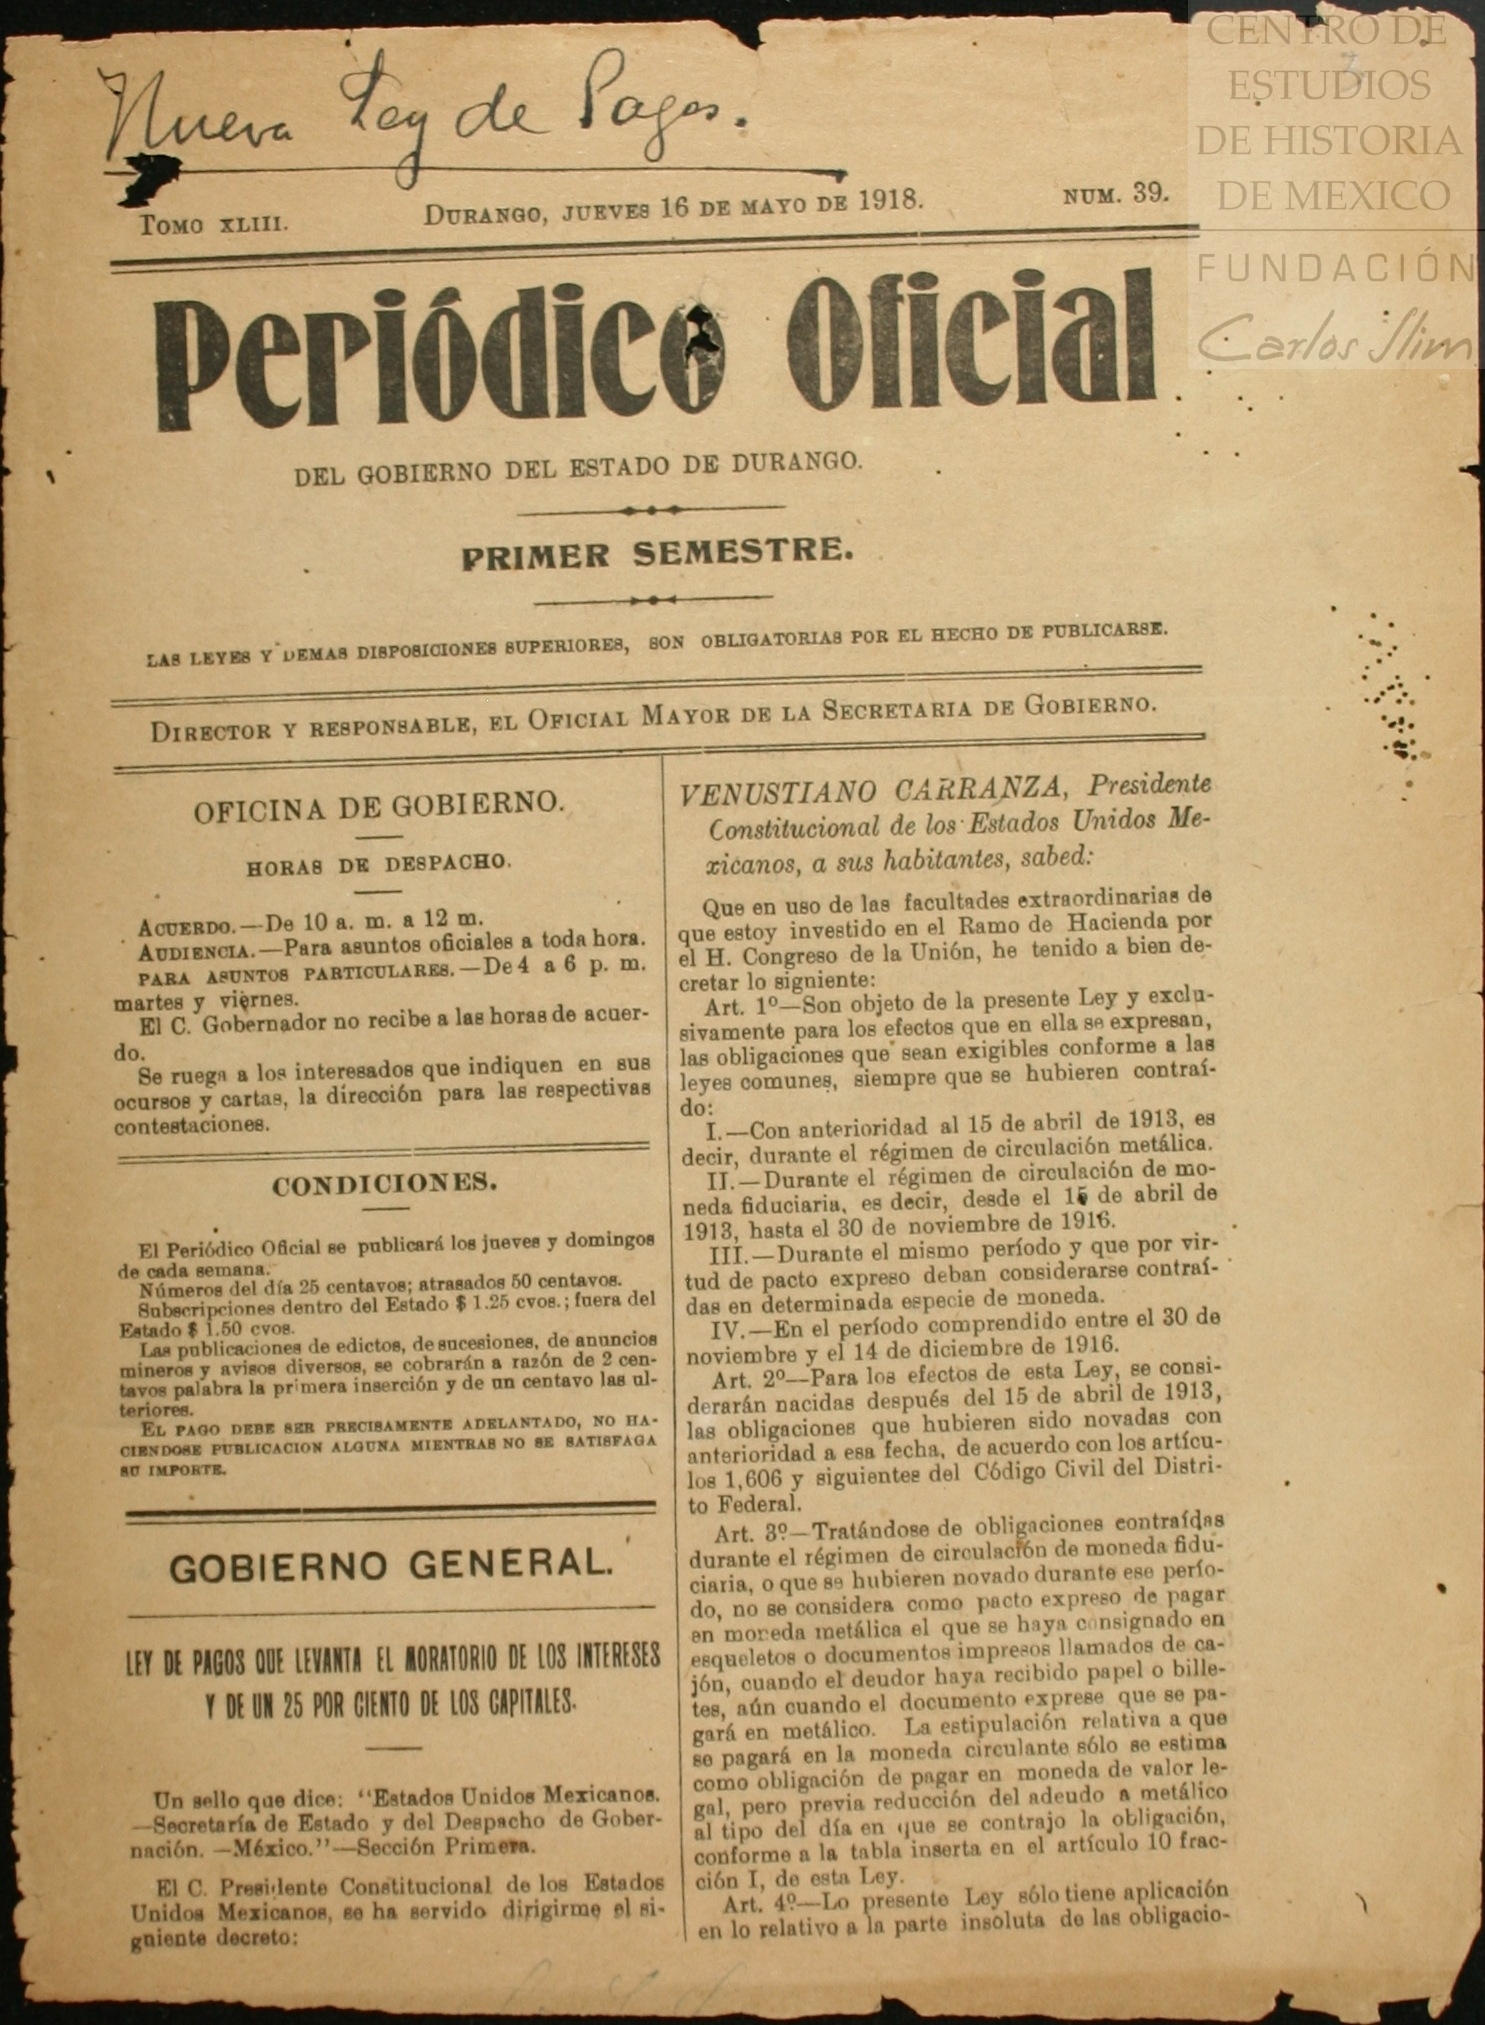 Nueva Ley de Pagos.
TOMO XLIII.
DURANGO, JUEVES 16 DE MAYO DE 1918.
NUM. 39.
Periódico Oficial
DEL GOBIERNO DEL ESTADO DE DURANGO.
PRIMER SEMESTRE.
LAS LEYES Y DEMAS DISPOSICIONES SUPERIORES, SON OBLIGATORIAS POR EL HECHO DE PUBLICARSE.
DIRECTOR Y RESPONSABLE, EL OFICIAL MAYOR DE LA SECRETARIA DE GOBIERNO.
OFICINA DE GOBIERNO.
HORAS DE DESPACHO.
ACUERDO.—De 10 a. m. a 12 m.
AUDIENCIA.—Para asuntos oficiales a toda hora.
PARA ASUNTOS PARTICULARES.—De 4 a 6 p. m.
martes y viernes.
El C. Gobernador no recibe a las horas de acuer-
do.
Se ruega a los interesados que indiquen en sus
ocursos y cartas, la dirección para las respectivas
contestaciones.
CONDICIONES.
El Periódico Oficial se publicará los jueves y domingos
de cada semana.
Números del día 25 centavos; atrasados 50 centavos.
Subscripciones dentro del Estado $ 1.25 cvos.; fuera del
Estado $ 1.50 cvos.
Las publicaciones de edictos, de sucesiones, de anuncios
mineros y avisos diversos, se cobrarán a razón de 2 cen-
tavos palabra la primera inserción y de un centavo las ul-
teriores.
EL PAGO DEBE SER PRECISAMENTE ADELANTADO, NO HA-
CIENDOSE PUBLICACION ALGUNA MIENTRAS NO SE SATISFAGA
SU IMPORTE.
GOBIERNO GENERAL.
LEY DE PAGOS QUE LEVANTA EL MORATORIO DE LOS INTERESES
Y DE UN 25 POR CIENTO DE LOS CAPITALES.
Un sello que dice: "Estados Unidos Mexicanos.
—Secretaría de Estado y del Despacho de Gober-
nación.—México."—Sección Primera.
El C. Presidente Constitucional de los Estados
Unidos Mexicanos, se ha servido dirigirme el si-
gniente decreto:
VENUSTIANO CARRANZA, Presidente
Constitucional de los Estados Unidos Me-
xicanos, a sus habitantes, sabed:
Que en uso de las facultades extraordinarias de
que estoy investido en el Ramo de Hacienda por
el H. Congreso de la Unión, he tenido a bien de-
cretar lo signiente:
Art. 1º—Son objeto de la presente Ley y exclu-
sivamente para los efectos que en ella se expresan,
las obligaciones que sean exigibles conforme a las
leyes comunes, siempre que se hubieren contraí-
do:
I.—Con anterioridad al 15 de abril de 1913, es
decir, durante el régimen de circulación metálica.
II.—Durante el régimen de circulación de mo-
neda fiduciaria, es decir, desde el 15 de abril de
1913, hasta el 30 de noviembre de 1916.
III.—Durante el mismo período y que por vir-
tud de pacto expreso deban considerarse contraí-
das en determinada especie de moneda.
IV.—En el período comprendido entre el 30 de
noviembre y el 14 de diciembre de 1916.
Art. 2º—Para los efectos de esta Ley, se consi-
derarán nacidas después del 15 de abril de 1913,
las obligaciones que hubieren sido novadas con
anterioridad a esa fecha, de acuerdo con los artícu-
los 1,606 y siguientes del Código Civil del Distri-
to Federal.
Art. 3º—Tratándose de obligaciones contraídas
durante el régimen de circulación de moneda fidu-
ciaria, o que se hubieren novado durante ese perío-
do, no se considera como pacto expreso de pagar
en moneda metálica el que se haya consignado en
esqueletos o documentos impresos llamados de ca-
jón, cuando el deudor haya recibido papel o bille-
tes, aún cuando el documento exprese que se pa-
gará en metálico. La estipulación relativa a que
se pagará en la moneda circulante sólo se estima
como obligación de pagar en moneda de valor le-
gal, pero previa reducción del adeudo a metálico
al tipo del día en que se contrajo la obligación,
conforme a la tabla inserta en el artículo 10 frac-
ción I, de esta Ley.
Art. 4º—Lo presente Ley sólo tiene aplicación
en lo relativo a la parte insoluta de las obligacio-
CENTRO DE
ESTUDIOS
DE HISTORIA
DE MEXICO
FUNDACIÓN
Carlos Slim